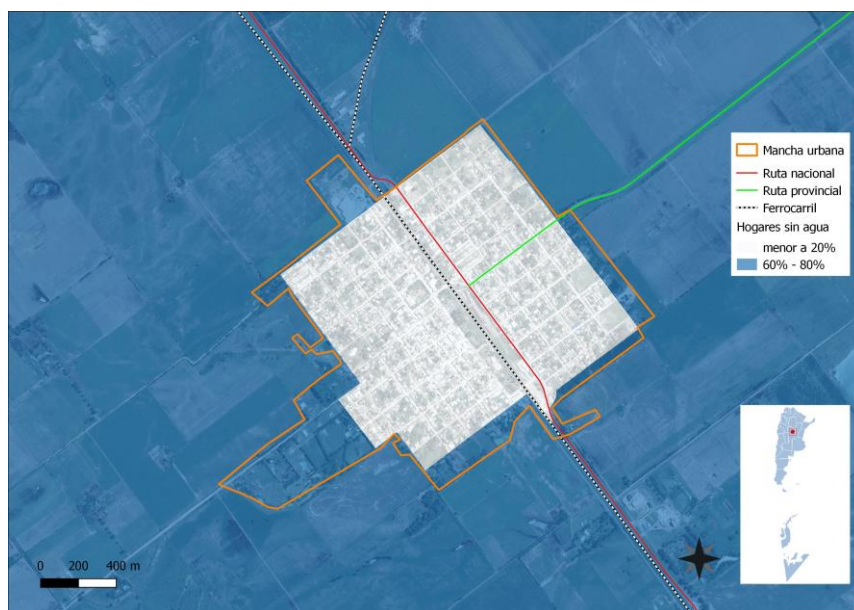 Mancha urbana
Ruta nacional
Ruta provincial
Ferrocarril
Hogares sin agua
menor a 20%
60% - 80%
0 200 400 m